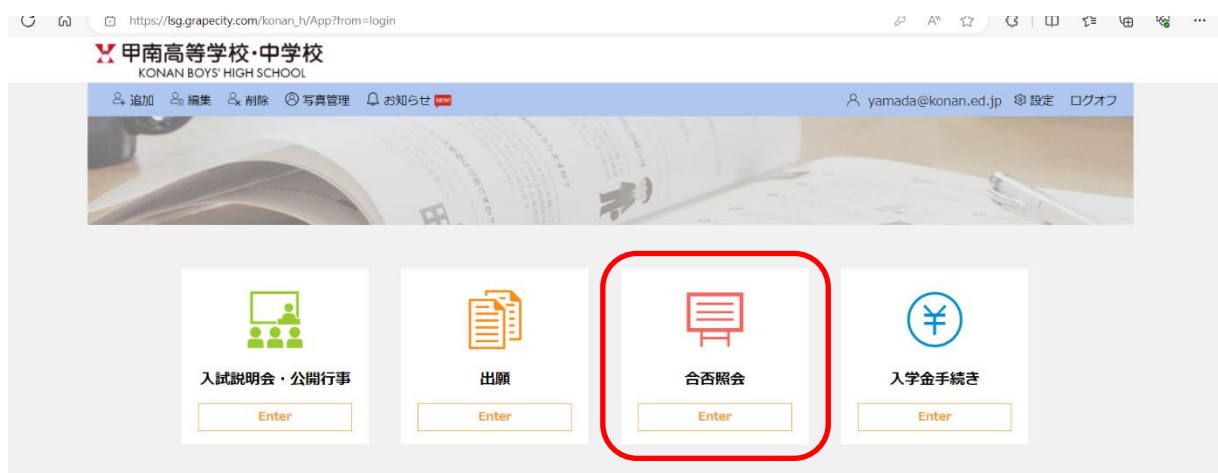 https://lsg.grapecity.com/konan_h/App?from=login
甲南高等学校・中学校
KONAN BOYS' HIGH SCHOOL
追加 編集 削除 写真管理 お知らせ NEW yamada@konan.ed.jp 設定 ログオフ
入試説明会・公開行事 出願 合否照会 入学金手続き
Enter Enter Enter Enter